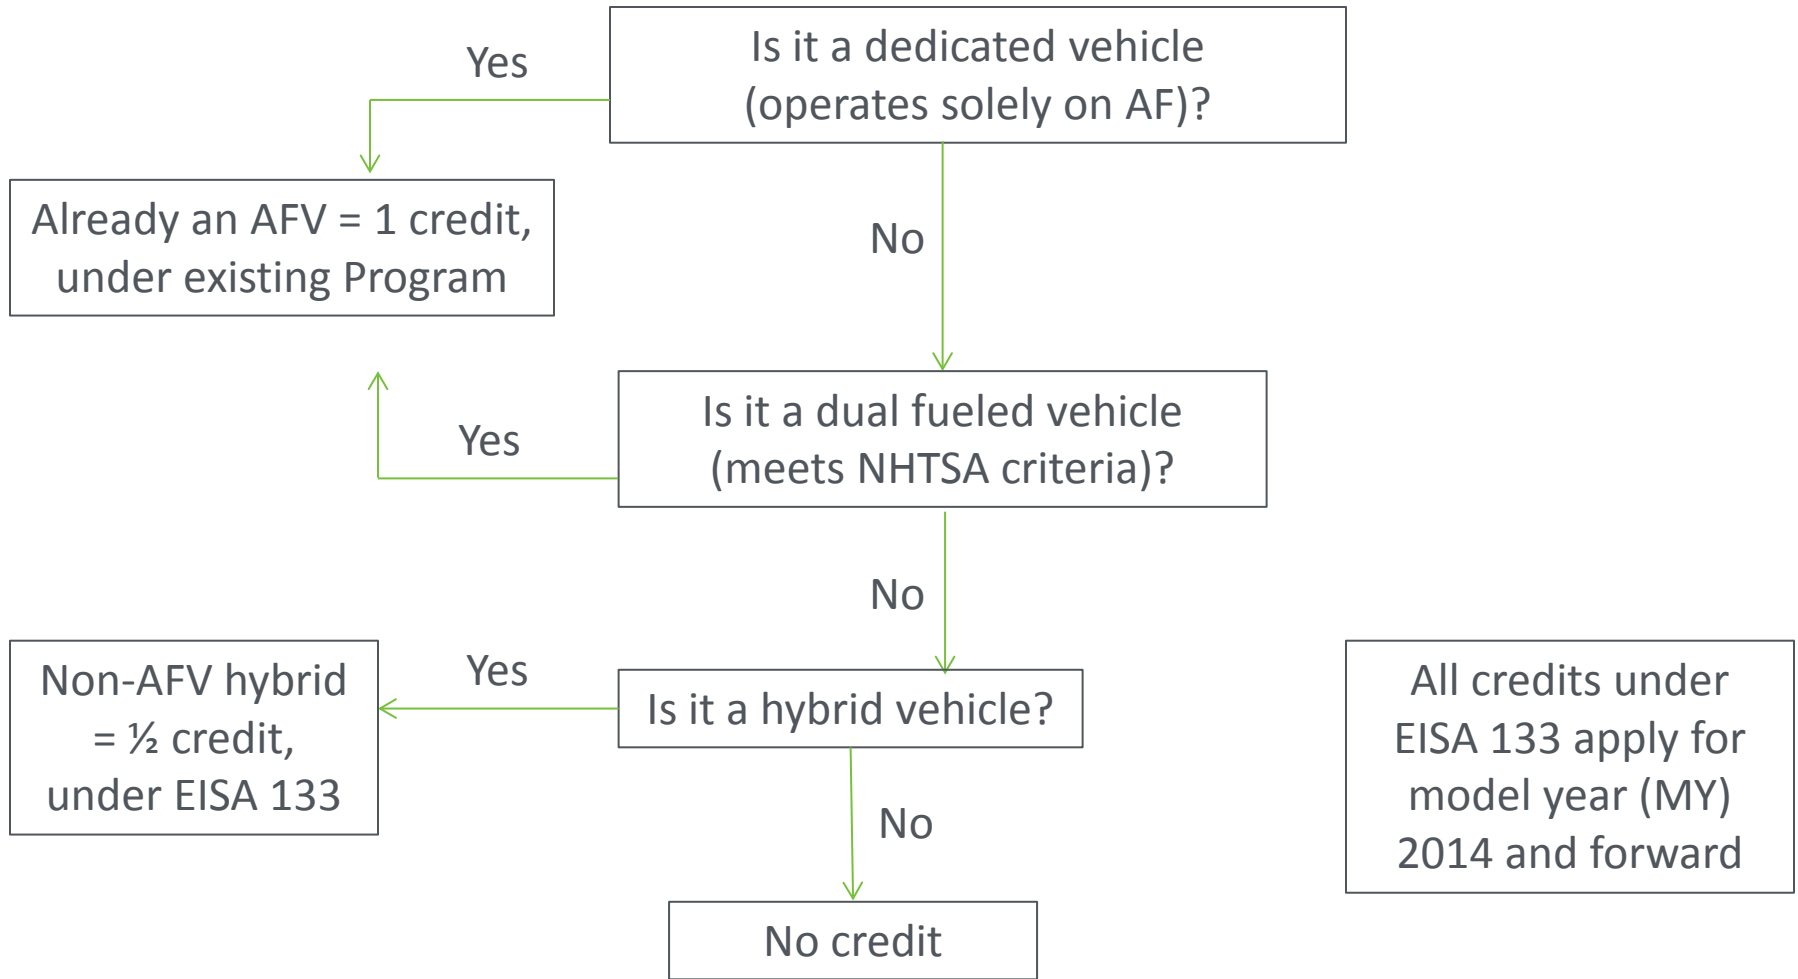 Is it a dedicated vehicle
(operates solely on AF)?
Yes
No
Already an AFV = 1 credit,
under existing Program
Is it a dual fueled vehicle
(meets NHTSA criteria)?
Yes
No
Is it a hybrid vehicle?
Yes
Non-AFV hybrid
= ½ credit,
under EISA 133
No
No credit
All credits under
EISA 133 apply for
model year (MY)
2014 and forward